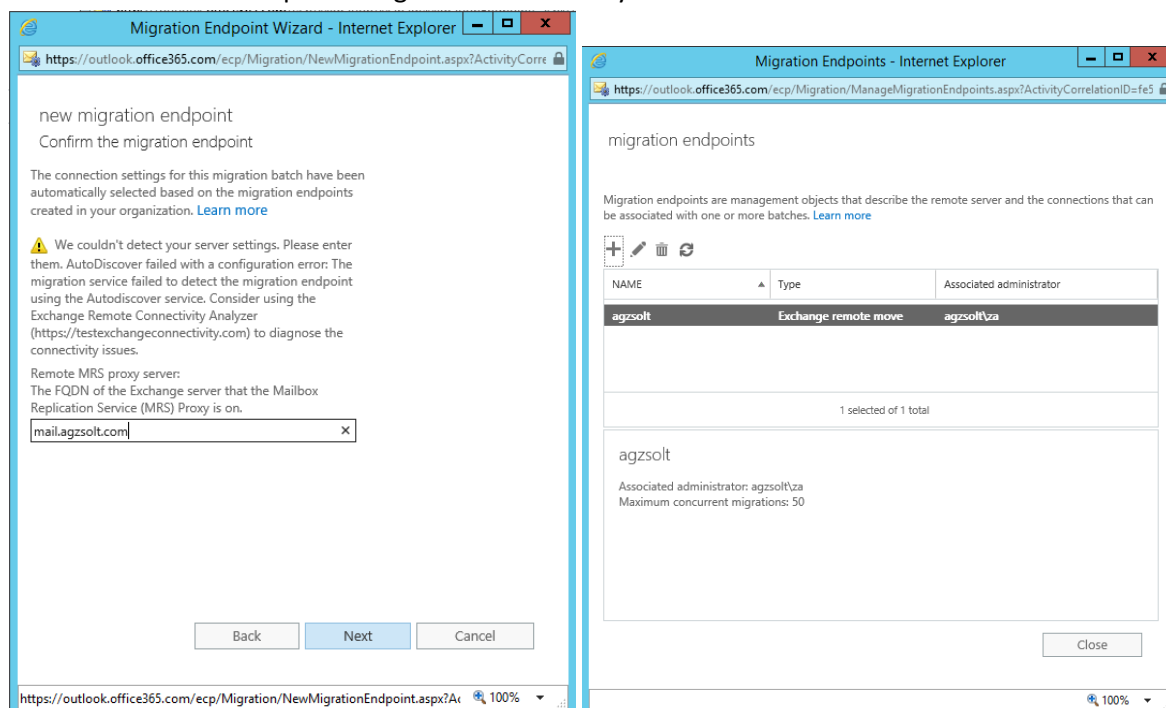 Migration Endpoint Wizard - Internet Explorer
https://outlook.office365.com/ecp/Migration/NewMigrationEndpoint.aspx?ActivityCorre
new migration endpoint
Confirm the migration endpoint
The connection settings for this migration batch have been
automatically selected based on the migration endpoints
created in your organization. Learn more
We couldn't detect your server settings. Please enter
them. AutoDiscover failed with a configuration error: The
migration service failed to detect the migration endpoint
using the Autodiscover service. Consider using the
Exchange Remote Connectivity Analyzer
(https://testexchangeconnectivity.com) to diagnose the
connectivity issues.
Remote MRS proxy server:
The FQDN of the Exchange server that the Mailbox
Replication Service (MRS) Proxy is on.
mail.agzsolt.com
Back Next Cancel
https://outlook.office365.com/ecp/Migration/NewMigrationEndpoint.aspx?Ac 100%
Migration Endpoints - Internet Explorer
https://outlook.office365.com/ecp/Migration/ManageMigrationEndpoints.aspx?ActivityCorrelationID=fe5
migration endpoints
Migration endpoints are management objects that describe the remote server and the connections that can
be associated with one or more batches. Learn more
NAME Type Associated administrator
agzsolt Exchange remote move agzsolt\za
1 selected of 1 total
agzsolt
Associated administrator: agzsolt\za
Maximum concurrent migrations: 50
Close
100%